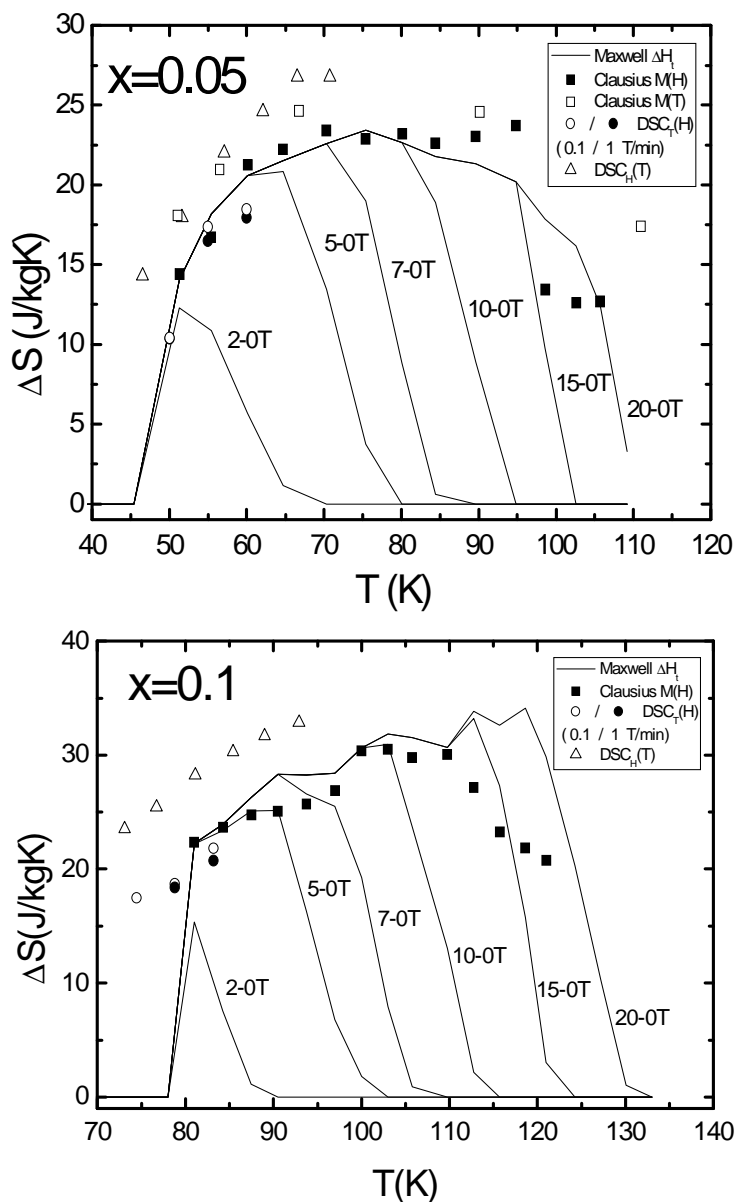 30
25
20
15
10
5
0
ΔS (J/kgK)
x=0.05
Maxwell ΔHt
Clausius M(H)
Clausius M(T)
/ DSCT(H)
( 0.1 / 1 T/min)
DSCH(T)
2-0T
5-0T
7-0T
10-0T
15-0T
20-0T
40 50 60 70 80 90 100 110 120
T (K)
40
30
20
10
0
ΔS(J/kgK)
x=0.1
Maxwell ΔHt
Clausius M(H)
/ DSCT(H)
( 0.1 / 1 T/min)
DSCH(T)
2-0T
5-0T
7-0T
10-0T
15-0T
20-0T
70 80 90 100 110 120 130 140
T(K)